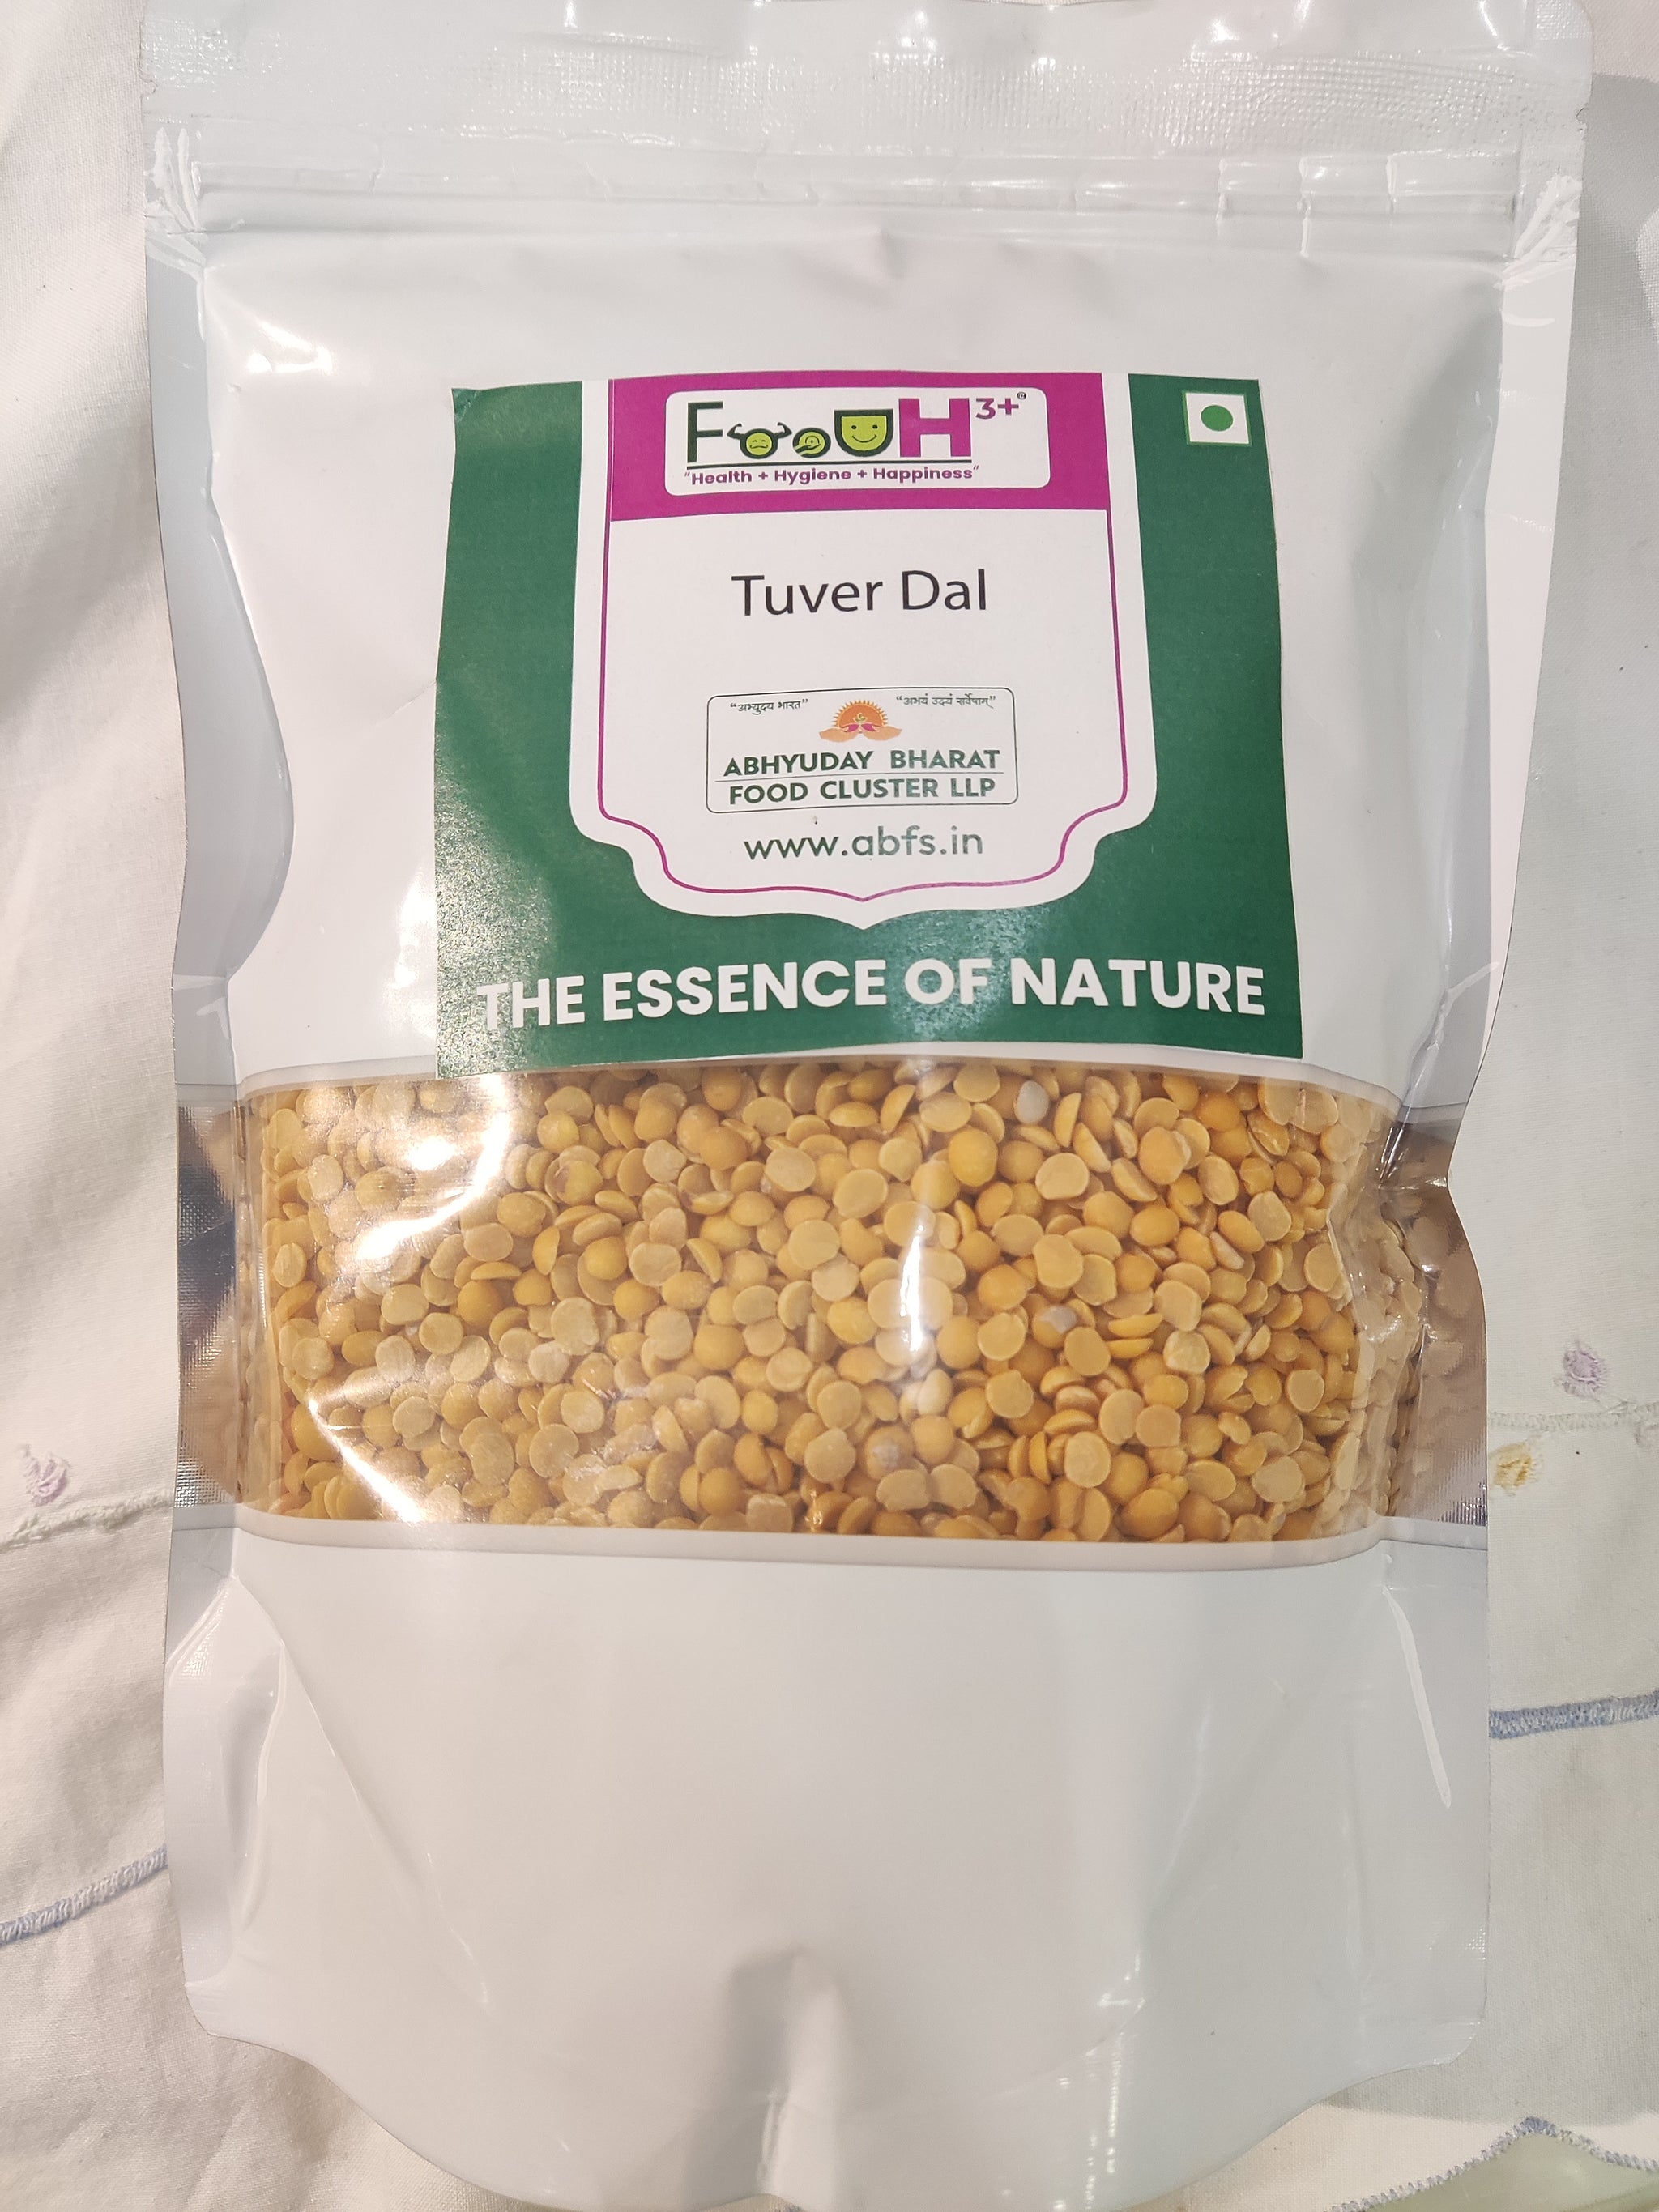 FOODH3+©
"Health + Hygiene + Happiness"
Tuver Dal
"अभ्युदय भारत" "अभयं उदयं सर्वेषाम्"
ABHYUDAY BHARAT
FOOD CLUSTER LLP
www.abfs.in
THE ESSENCE OF NATURE